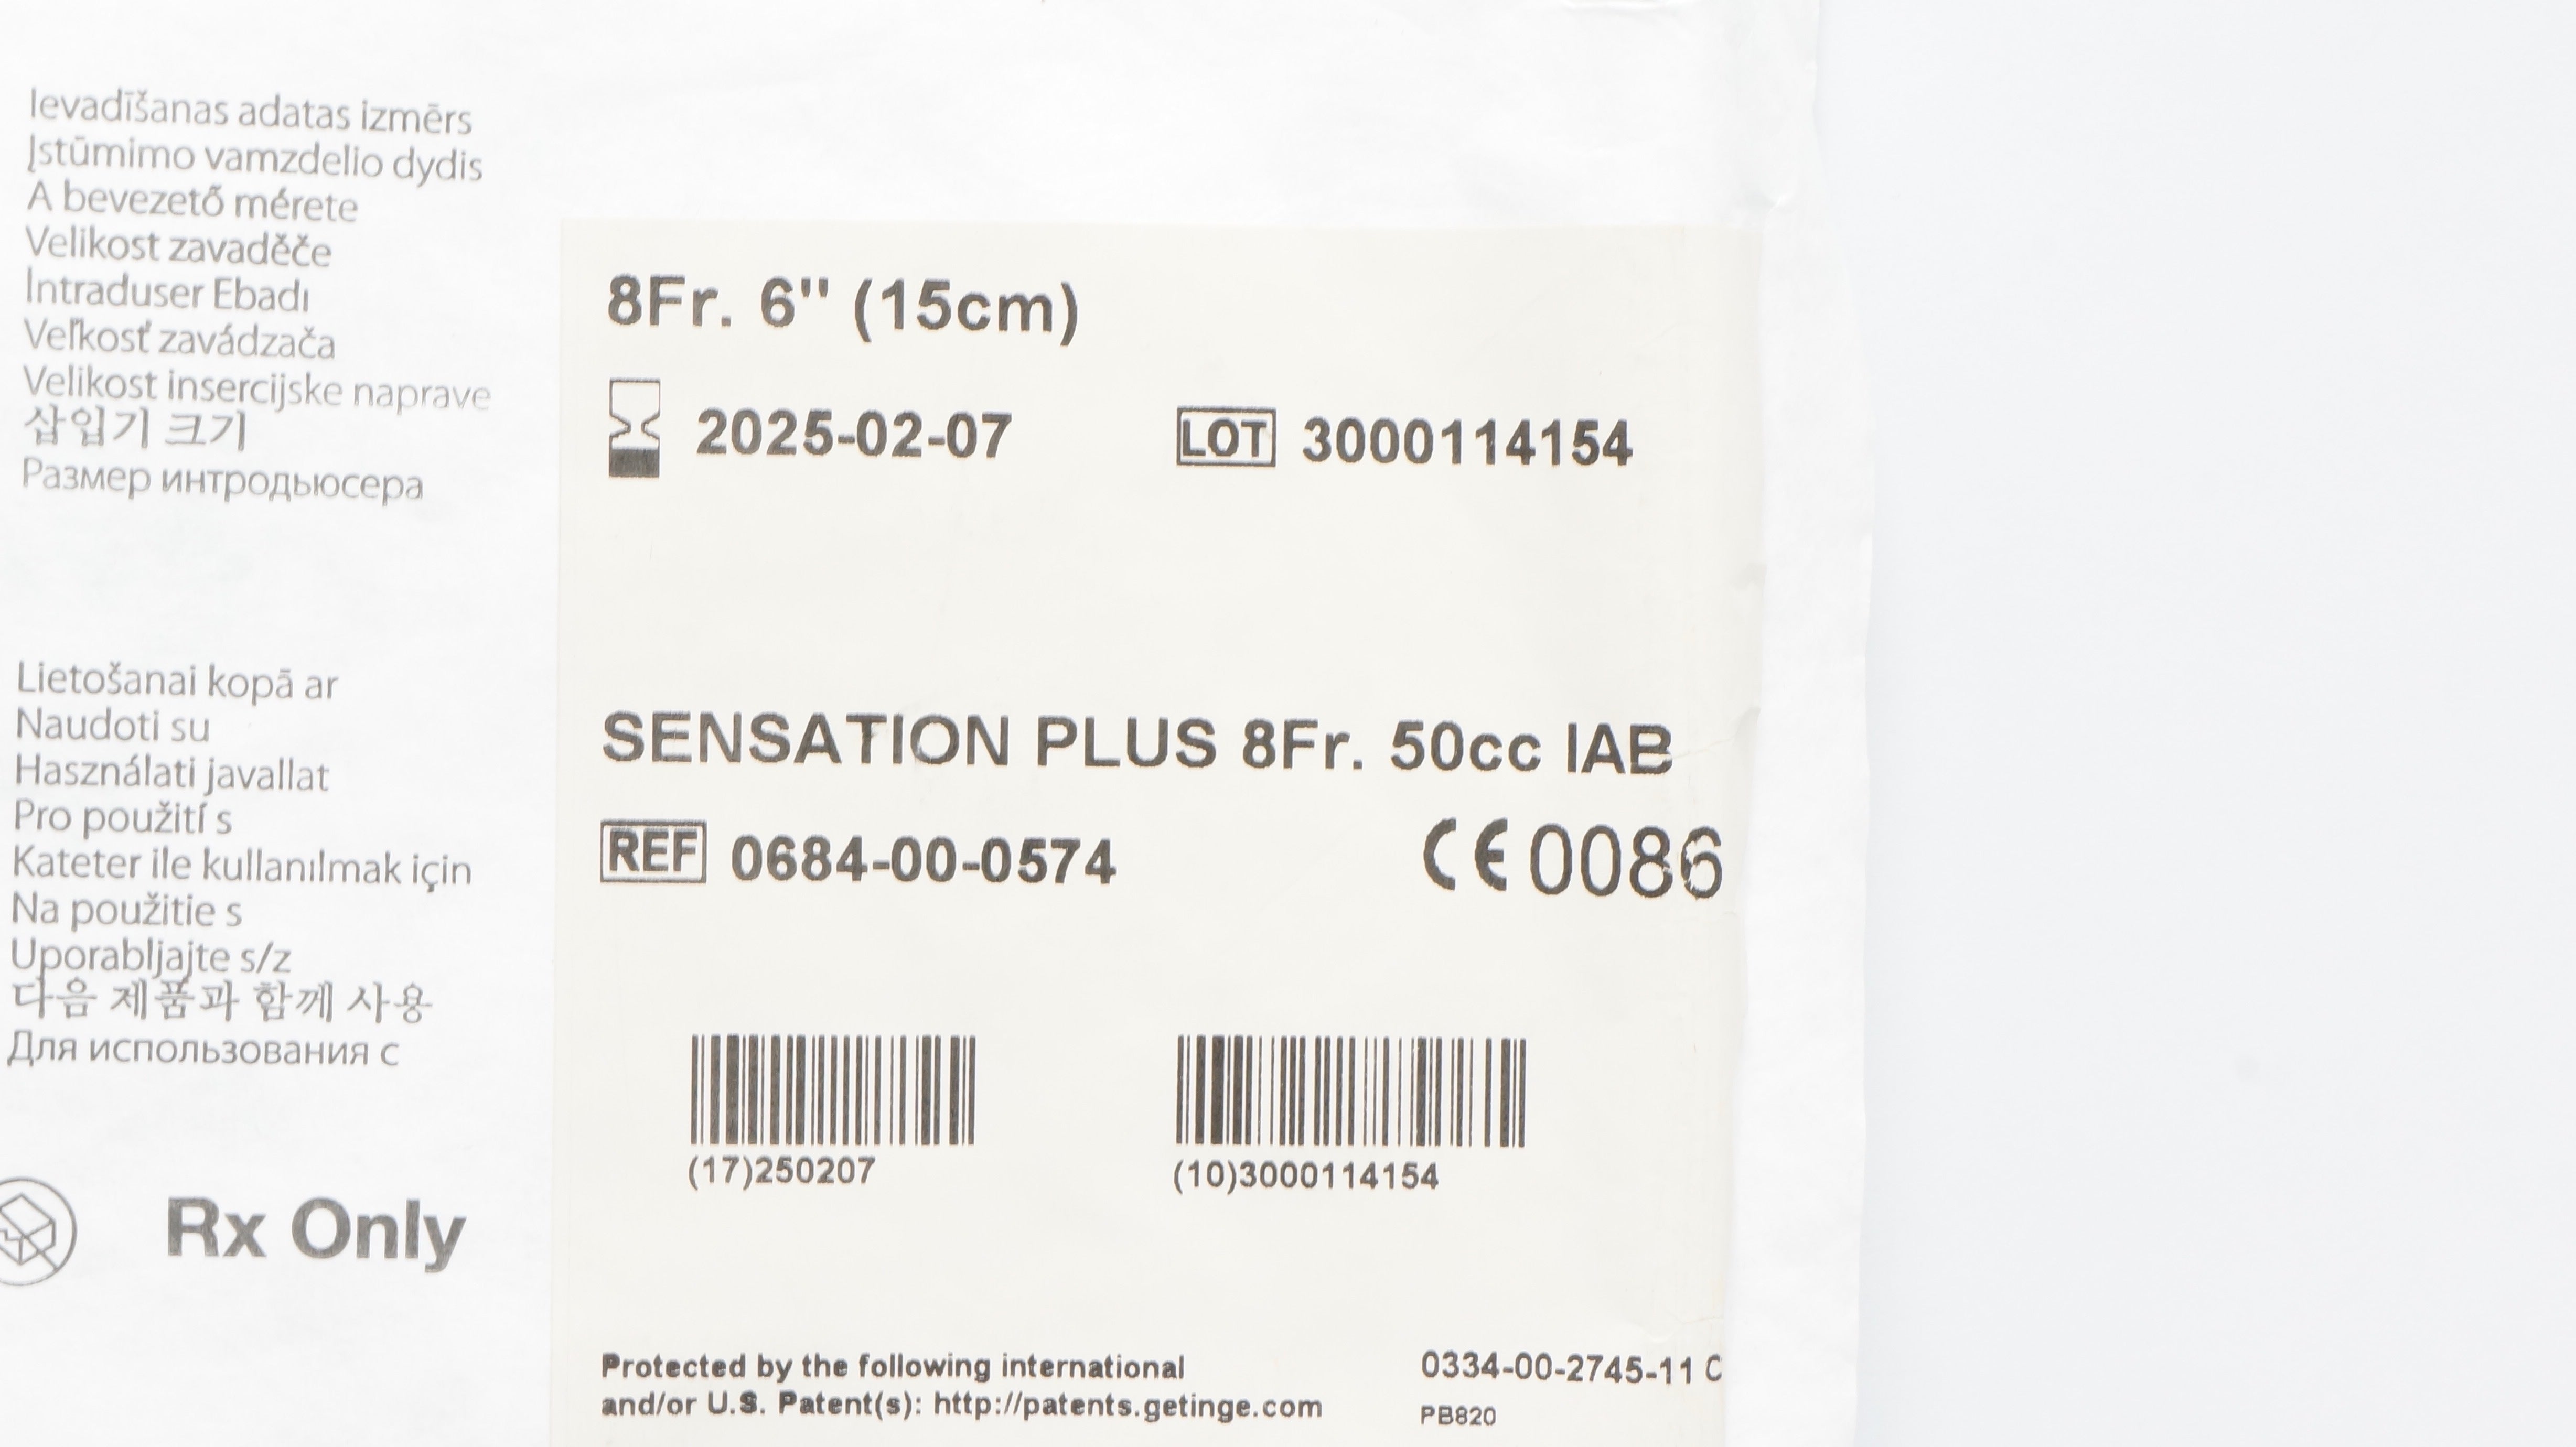 Ievadīšanas adatas izmērs
Įstūmimo vamzdelio dydis
A bevezető mérete
Velikost zavaděče
İntraduser Ebadı
Veľkosť zavádzača
Velikost insercijske naprave
삽입기 크기
Размер интродьюсера
8Fr. 6" (15cm)
2025-02-07
LOT 3000114154
Lietošanai kopā ar
Naudoti su
Használati javallat
Pro použití s
Kateter ile kullanılmak için
Na použitie s
Uporabljajte s/z
다음 제품과 함께 사용
Для использования с
SENSATION PLUS 8Fr. 50cc IAB
REF 0684-00-0574
CE 0086
(17)250207
(10)3000114154
Rx Only
Protected by the following international
and/or U.S. Patent(s): http://patents.getinge.com
0334-00-2745-11 C
PB820